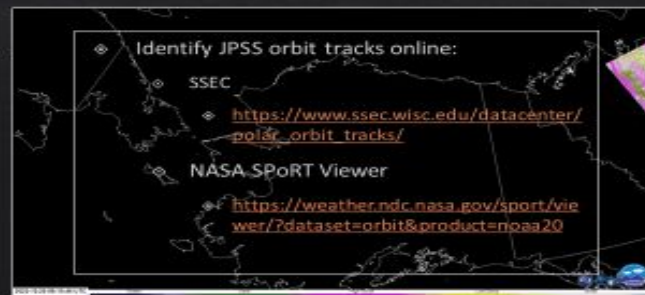 Identify JPSS orbit tracks online:
SSEC
https://www.ssec.wisc.edu/datacenter/
polar_orbit_tracks/
NASA SPoRT Viewer
https://weather.ndc.nasa.gov/sport/vie
wer/?dataset=orbit&product=noaa20